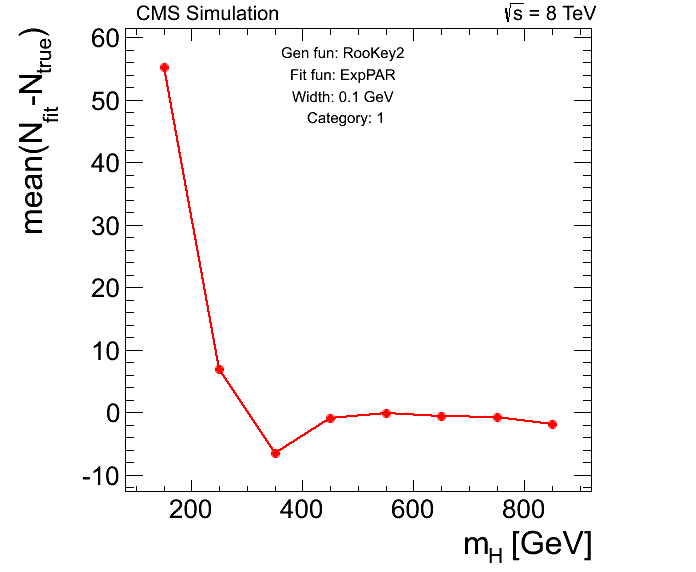 CMS Simulation
√s = 8 TeV
Gen fun: RooKey2
Fit fun: ExpPAR
Width: 0.1 GeV
Category: 1
mean(N_fit -N_true)
60
50
40
30
20
10
0
-10
200 400 600 800
m_H [GeV]